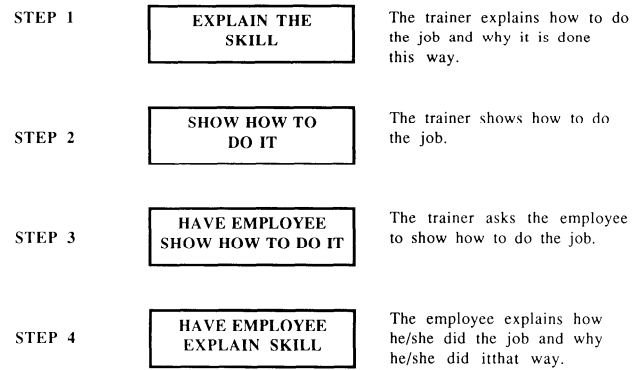 STEP 1
EXPLAIN THE
SKILL
The trainer explains how to do
the job and why it is done
this way.
STEP 2
SHOW HOW TO
DO IT
The trainer shows how to do
the job.
STEP 3
HAVE EMPLOYEE
SHOW HOW TO DO IT
The trainer asks the employee
to show how to do the job.
STEP 4
HAVE EMPLOYEE
EXPLAIN SKILL
The employee explains how
he/she did the job and why
he/she did itthat way.